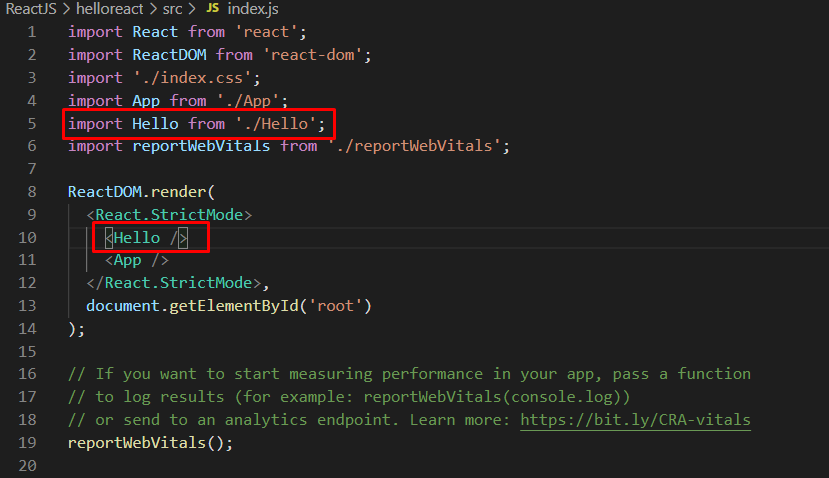 ReactJS > helloreact > src > JS index.js
1 import React from 'react';
2 import ReactDOM from 'react-dom';
3 import './index.css';
4 import App from './App';
5 import Hello from './Hello';
6 import reportWebVitals from './reportWebVitals';
7
8 ReactDOM.render(
9   <React.StrictMode>
10     <Hello />
11     <App />
12   </React.StrictMode>,
13   document.getElementById('root')
14 );
15
16 // If you want to start measuring performance in your app, pass a function
17 // to log results (for example: reportWebVitals(console.log))
18 // or send to an analytics endpoint. Learn more: https://bit.ly/CRA-vitals
19 reportWebVitals();
20